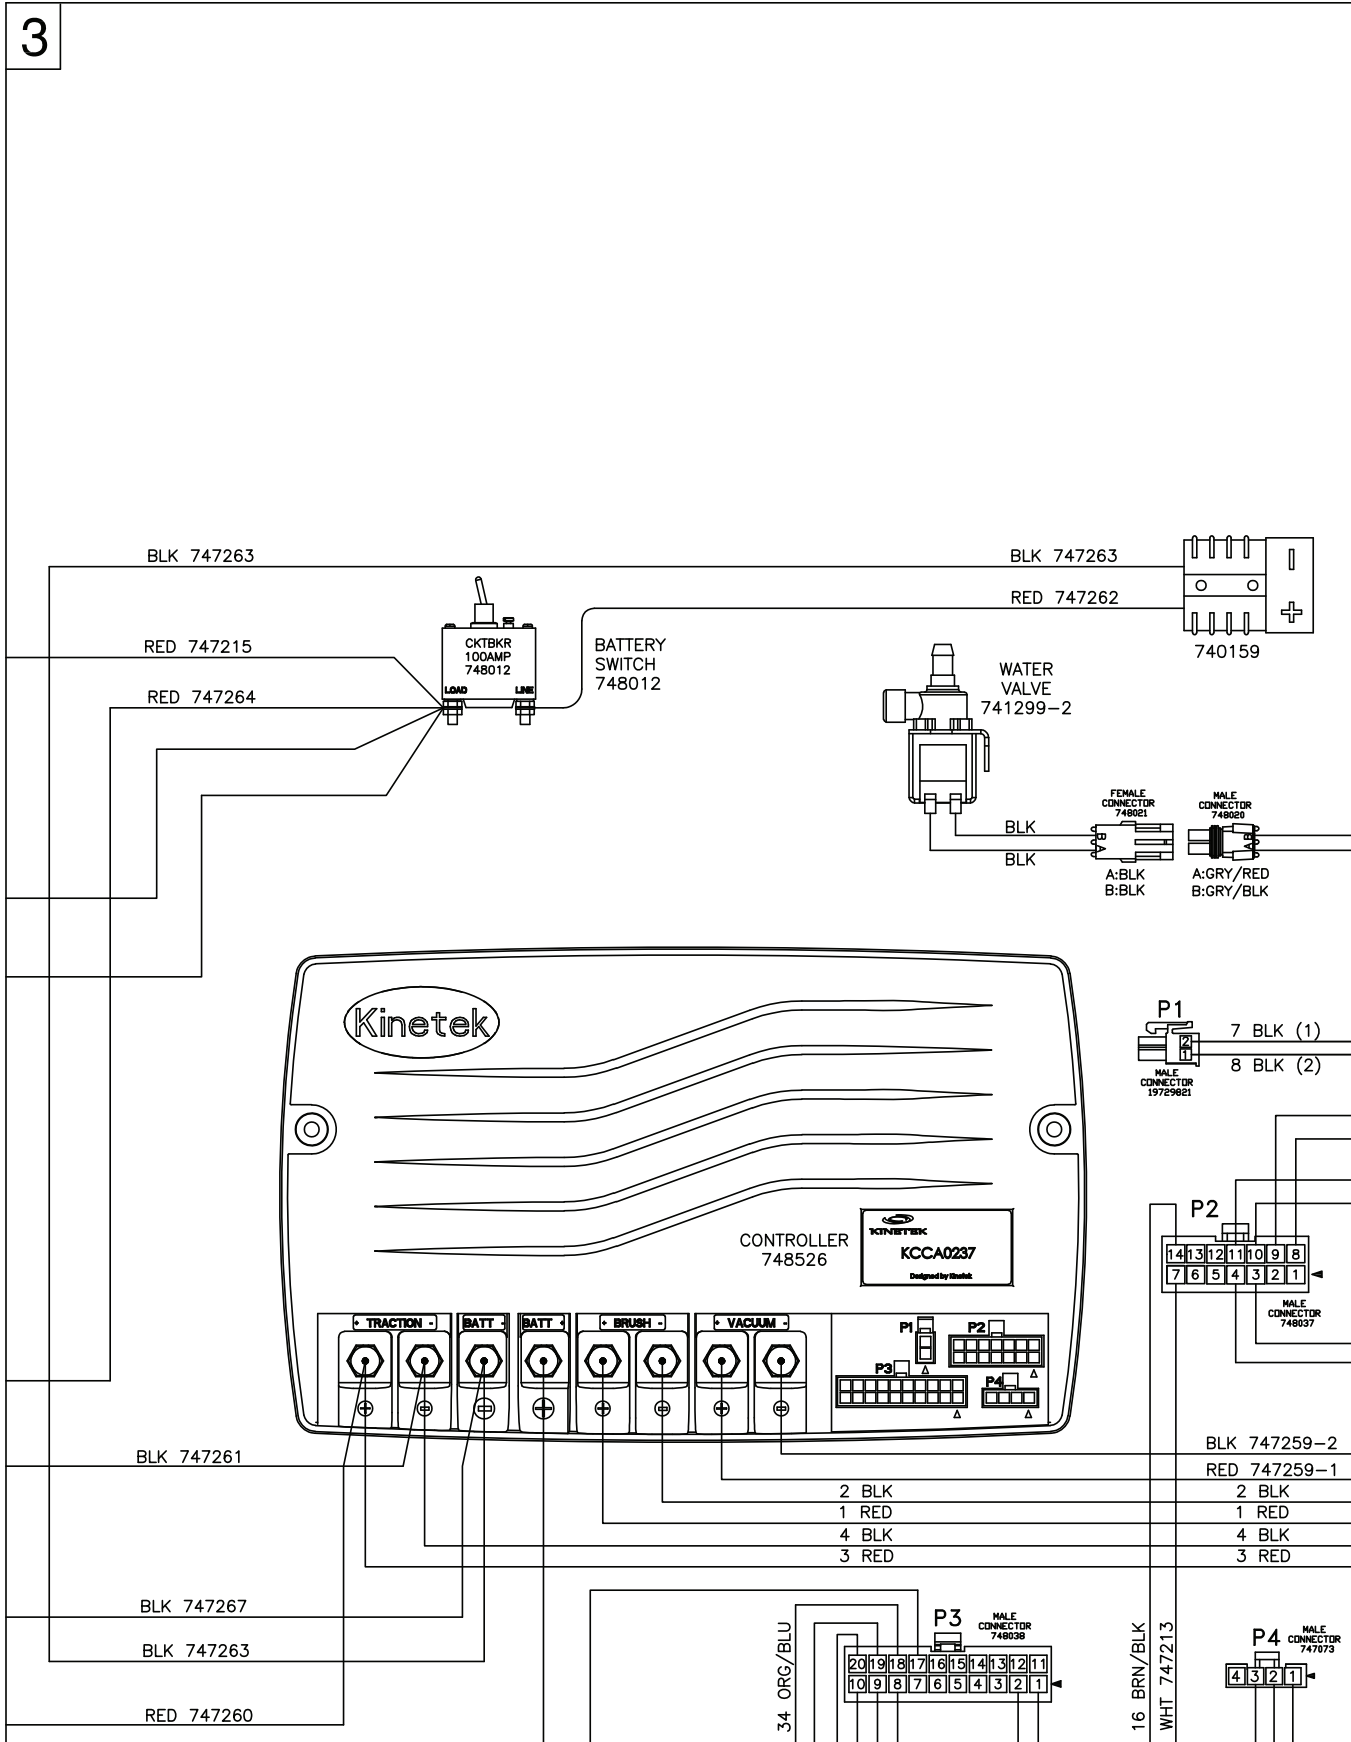 3
BLK 747263
BLK 747263
RED 747262
RED 747215
RED 747264
CKTBKR
100AMP
748012
LOAD
LINE
BATTERY
SWITCH
748012
740159
WATER
VALVE
741299-2
FEMALE
CONNECTOR
748021
MALE
CONNECTOR
748020
BLK
BLK
B
A
B
A
A:BLK
B:BLK
A:GRY/RED
B:GRY/BLK
Kinetek
P1
2
1
7 BLK (1)
8 BLK (2)
MALE
CONNECTOR
19729821
P2
14 13 12 11 10 9 8
7 6 5 4 3 2 1
MALE
CONNECTOR
748037
CONTROLLER
748526
KINETEK
KCCA0237
Designed by Kinetek
+ TRACTION -
BATT -
BATT +
+ BRUSH -
+ VACUUM -
P1
P2
P3
P4
BLK 747261
BLK 747259-2
RED 747259-1
2 BLK
2 BLK
1 RED
1 RED
4 BLK
4 BLK
3 RED
3 RED
BLK 747267
BLK 747263
RED 747260
34 ORG/BLU
P3
MALE
CONNECTOR
748038
20 19 18 17 16 15 14 13 12 11
10 9 8 7 6 5 4 3 2 1
16 BRN/BLK
WHT 747213
P4
MALE
CONNECTOR
747073
4 3 2 1